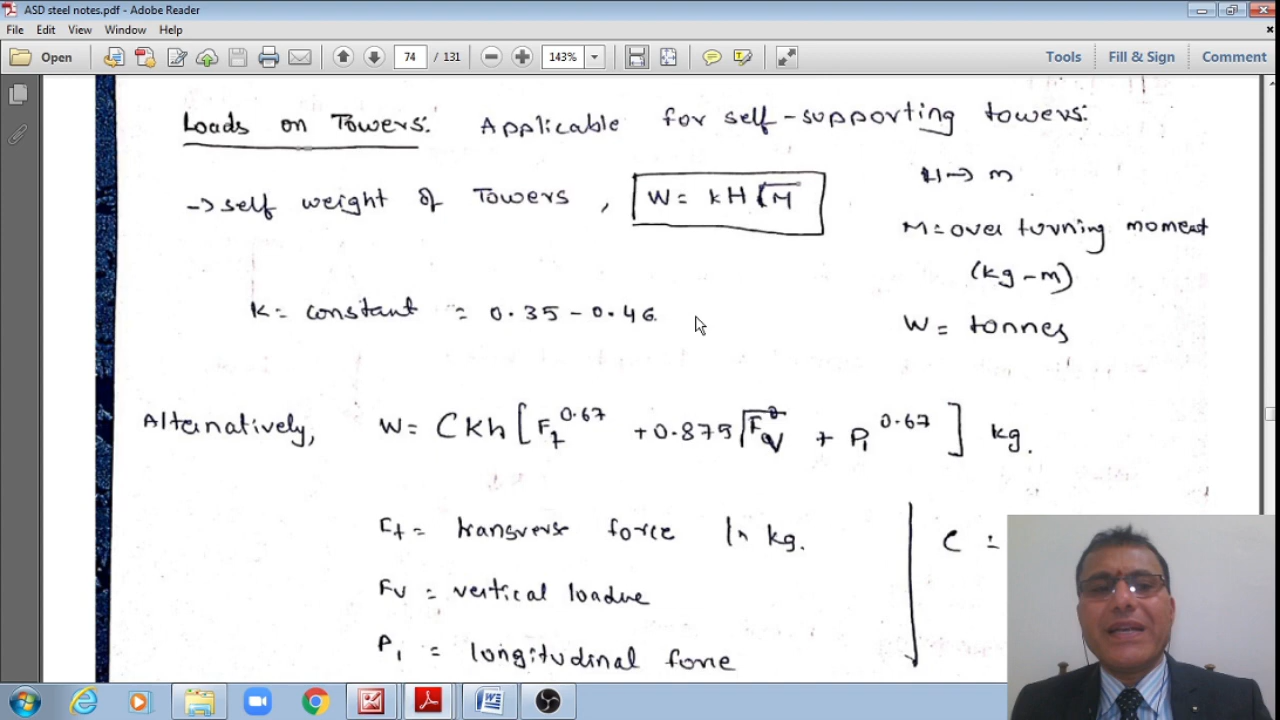 ASD steel notes.pdf - Adobe Reader
File Edit View Window Help
Open 74 / 131 143% Tools Fill & Sign Comment
Loads on Towers: Applicable for self-supporting towers:
→ self weight of Towers, W = kH√M
H → m
M = over turning moment
(kg-m)
k = constant = 0.35 - 0.46.
W = tonnes
Alternatively, W = Ckh[Ft^0.67 + 0.875√Fv + Pi^0.67] kg.
Ft = transverse force In kg.
Fv = vertical
Pi = longitudinal force
C =